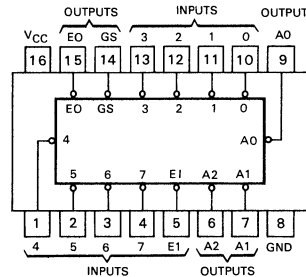 OUTPUTS INPUTS OUTPUT
VCC EO GS 3 2 1 0 A0
16 15 14 13 12 11 10 9
EO GS 3 2 1 0
4 A0
5 6 7 EI A2 A1
1 2 3 4 5 6 7 8
4 5 6 7 E1 A2 A1 GND
INPUTS OUTPUTS